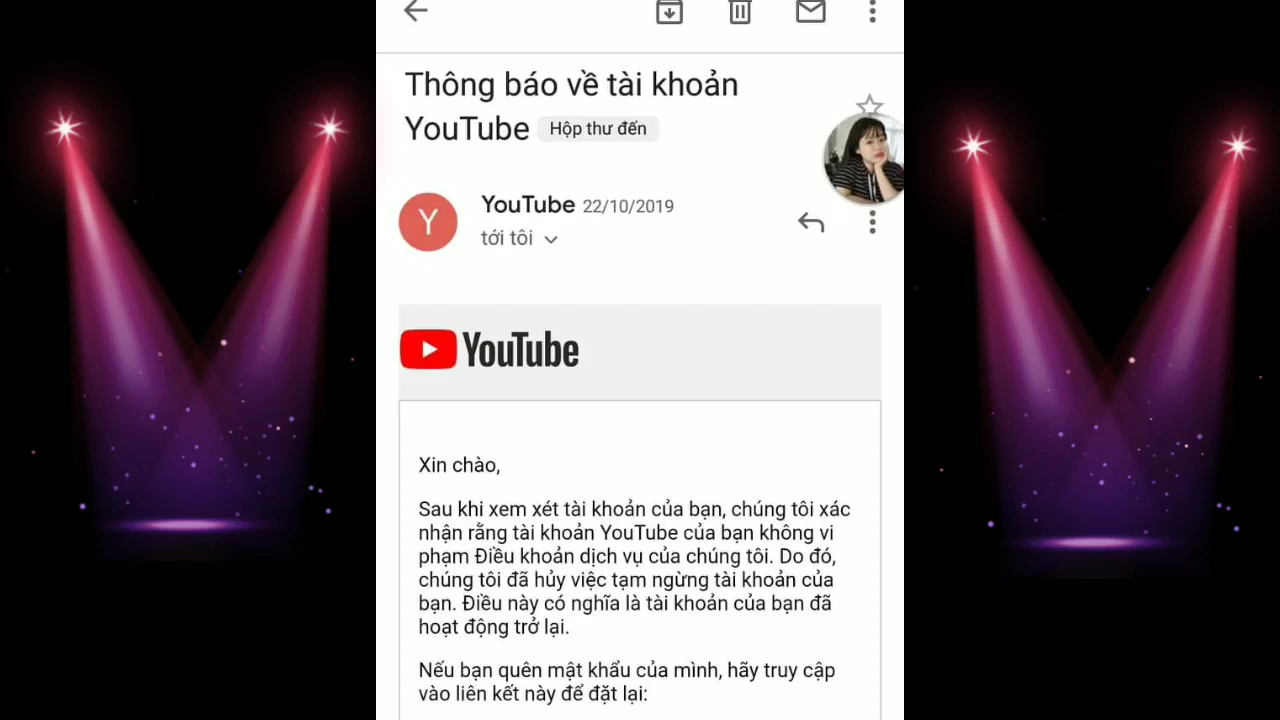 Thông báo về tài khoản
YouTube Hộp thư đến
Y
YouTube 22/10/2019
tới tôi
YouTube
Xin chào,
Sau khi xem xét tài khoản của bạn, chúng tôi xác
nhận rằng tài khoản YouTube của bạn không vi
phạm Điều khoản dịch vụ của chúng tôi. Do đó,
chúng tôi đã hủy việc tạm ngừng tài khoản của
bạn. Điều này có nghĩa là tài khoản của bạn đã
hoạt động trở lại.
Nếu bạn quên mật khẩu của mình, hãy truy cập
vào liên kết này để đặt lại: